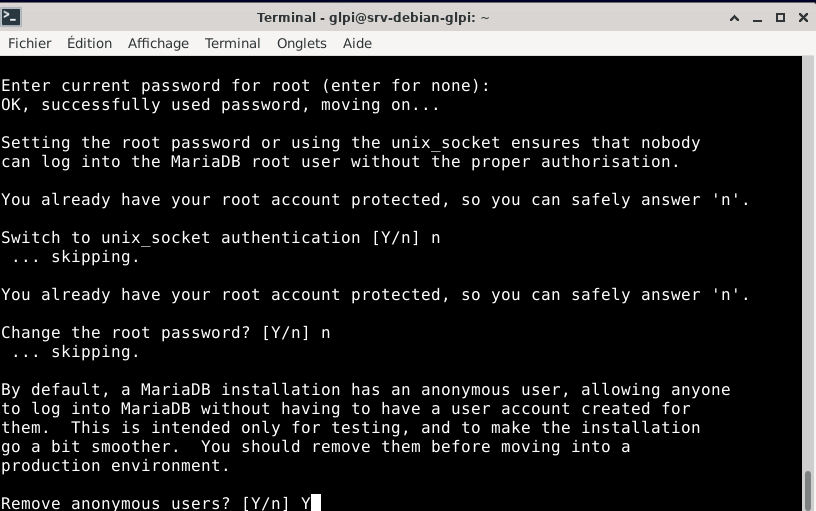 Terminal - glpi@srv-debian-glpi: ~
Fichier Édition Affichage Terminal Onglets Aide
Enter current password for root (enter for none):
OK, successfully used password, moving on...
Setting the root password or using the unix_socket ensures that nobody
can log into the MariaDB root user without the proper authorisation.
You already have your root account protected, so you can safely answer 'n'.
Switch to unix_socket authentication [Y/n] n
 ... skipping.
You already have your root account protected, so you can safely answer 'n'.
Change the root password? [Y/n] n
 ... skipping.
By default, a MariaDB installation has an anonymous user, allowing anyone
to log into MariaDB without having to have a user account created for
them.  This is intended only for testing, and to make the installation
go a bit smoother.  You should remove them before moving into a
production environment.
Remove anonymous users? [Y/n] Y